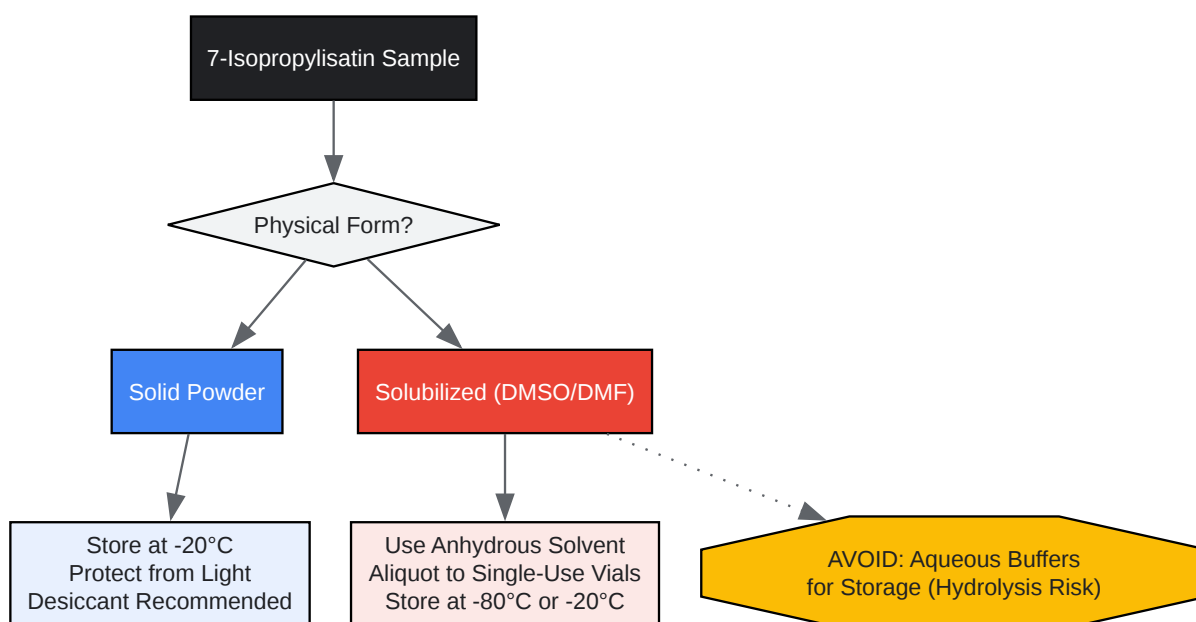 7-Isopropylisatin Sample
Physical Form?
Solid Powder
Solubilized (DMSO/DMF)
Store at -20°C
Protect from Light
Desiccant Recommended
Use Anhydrous Solvent
Aliquot to Single-Use Vials
Store at -80°C or -20°C
AVOID: Aqueous Buffers
for Storage (Hydrolysis Risk)